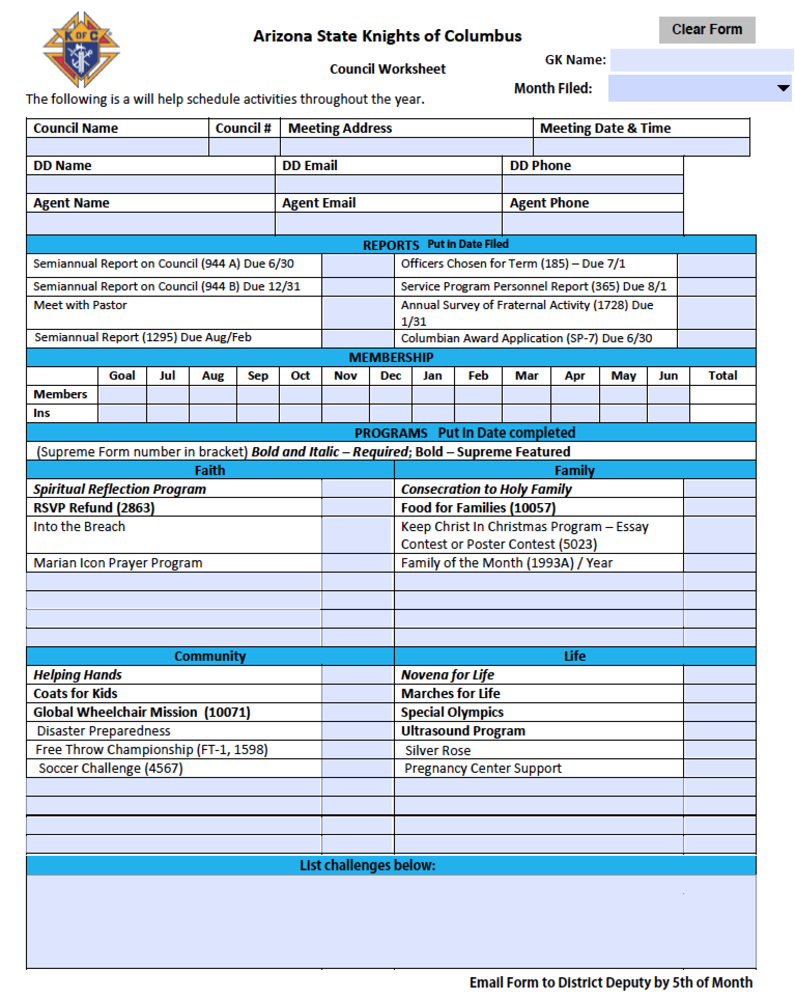 K OF C
Arizona State Knights of Columbus
Clear Form
GK Name:
Council Worksheet
Month Filed:
The following is a will help schedule activities throughout the year.
Council Name Council # Meeting Address Meeting Date & Time
DD Name DD Email DD Phone
Agent Name Agent Email Agent Phone
REPORTS Put in Date Filed
Semiannual Report on Council (944 A) Due 6/30 Officers Chosen for Term (185) – Due 7/1
Semiannual Report on Council (944 B) Due 12/31 Service Program Personnel Report (365) Due 8/1
Meet with Pastor Annual Survey of Fraternal Activity (1728) Due
1/31
Semiannual Report (1295) Due Aug/Feb Columbian Award Application (SP-7) Due 6/30
MEMBERSHIP
Goal Jul Aug Sep Oct Nov Dec Jan Feb Mar Apr May Jun Total
Members
Ins
PROGRAMS Put In Date completed
(Supreme Form number in bracket) Bold and Italic – Required; Bold – Supreme Featured
Faith Family
Spiritual Reflection Program Consecration to Holy Family
RSVP Refund (2863) Food for Families (10057)
Into the Breach Keep Christ In Christmas Program – Essay
Contest or Poster Contest (5023)
Marian Icon Prayer Program Family of the Month (1993A) / Year
Community Life
Helping Hands Novena for Life
Coats for Kids Marches for Life
Global Wheelchair Mission (10071) Special Olympics
Disaster Preparedness Ultrasound Program
Free Throw Championship (FT-1, 1598) Silver Rose
Soccer Challenge (4567) Pregnancy Center Support
List challenges below:
Email Form to District Deputy by 5th of Month